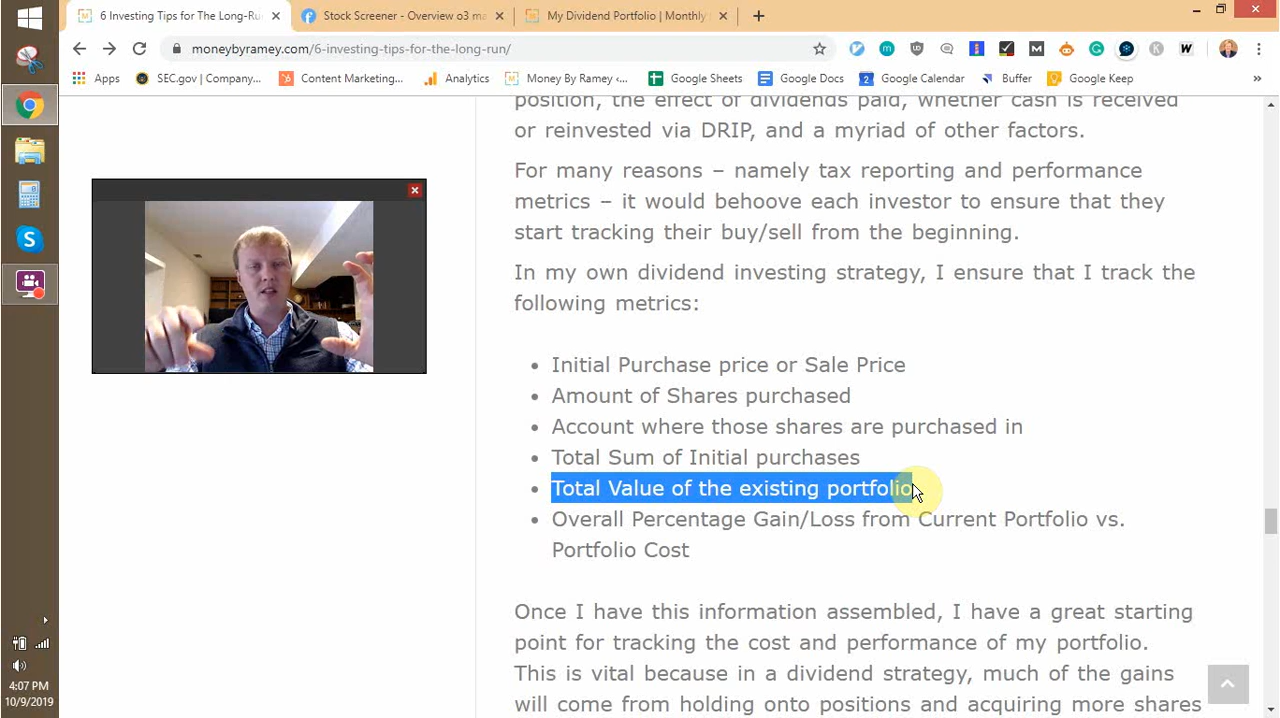 6 Investing Tips for The Long-Ru
Stock Screener - Overview o3 ma
My Dividend Portfolio | Monthly
moneybyramey.com/6-investing-tips-for-the-long-run/
Apps
SEC.gov | Company...
Content Marketing...
Analytics
Money By Ramey <...
Google Sheets
Google Docs
Google Calendar
Buffer
Google Keep
position, the effect of dividends paid, whether cash is received
or reinvested via DRIP, and a myriad of other factors.
For many reasons – namely tax reporting and performance
metrics – it would behoove each investor to ensure that they
start tracking their buy/sell from the beginning.
In my own dividend investing strategy, I ensure that I track the
following metrics:
• Initial Purchase price or Sale Price
• Amount of Shares purchased
• Account where those shares are purchased in
• Total Sum of Initial purchases
• Total Value of the existing portfolio
• Overall Percentage Gain/Loss from Current Portfolio vs.
Portfolio Cost
Once I have this information assembled, I have a great starting
point for tracking the cost and performance of my portfolio.
This is vital because in a dividend strategy, much of the gains
will come from holding onto positions and acquiring more shares
4:07 PM
10/9/2019